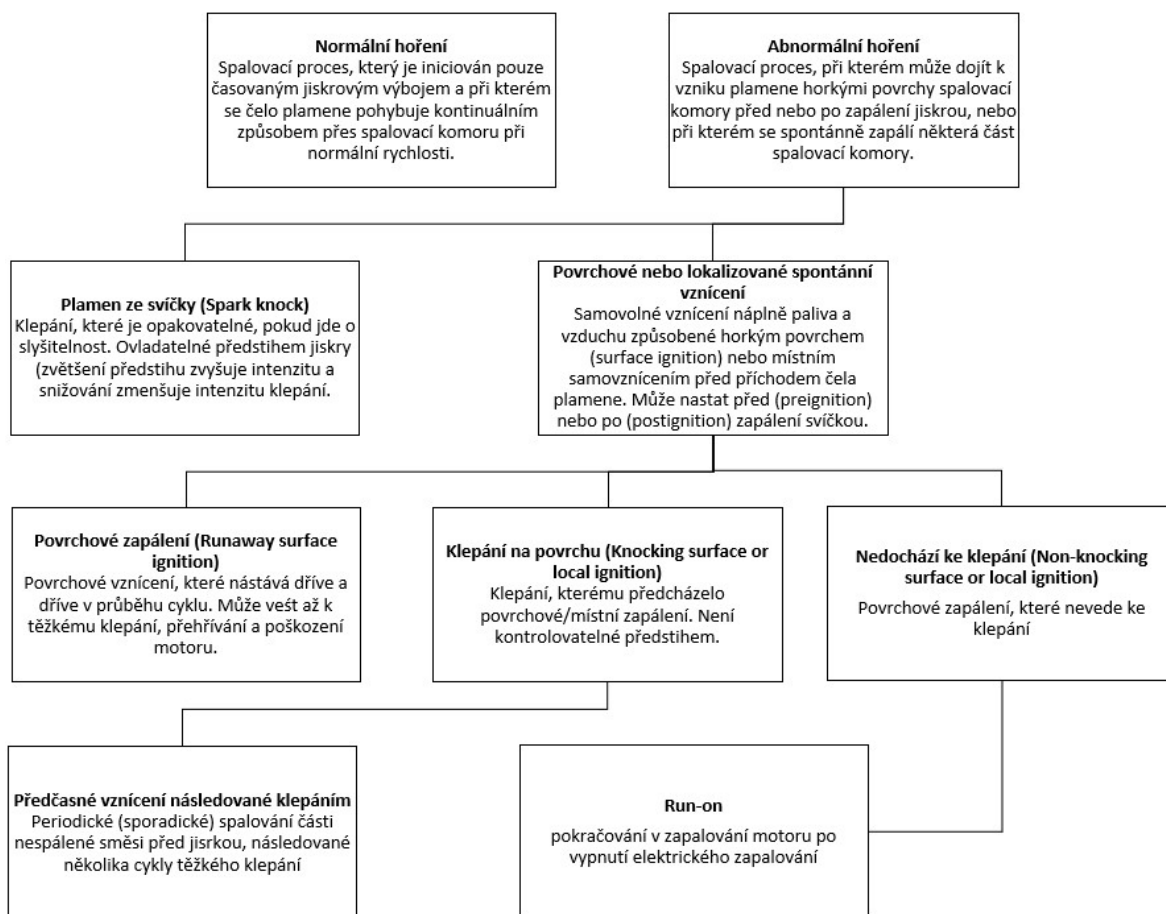 Normální hoření
Spalovací proces, který je iniciován pouze
časovaným jiskrovým výbojem a při kterém
se čelo plamene pohybuje kontinuálním
způsobem přes spalovací komoru při
normální rychlosti.
Abnormální hoření
Spalovací proces, při kterém může dojít k
vzniku plamene horkými povrchy spalovací
komory před nebo po zapálení jiskrou, nebo
při kterém se spontánně zapálí některá část
spalovací komory.
Plamen ze svíčky (Spark knock)
Klepání, které je opakovatelné, pokud jde o
slyšitelnost. Ovladatelné předstihem jiskry
(zvětšení předstihu zvyšuje intenzitu a
snižování zmenšuje intenzitu klepání.
Povrchové nebo lokalizované spontánní
vznícení
Samovolné vznícení náplně paliva a
vzduchu způsobené horkým povrchem
(surface ignition) nebo místním
samovznícením před příchodem čela
plamene. Může nastat před (preignition)
nebo po (postignition) zapálení svíčkou.
Povrchové zapálení (Runaway surface
ignition)
Povrchové vznícení, které nástává dříve a
dříve v průběhu cyklu. Může vést až k
těžkému klepání, přehřívání a poškození
motoru.
Klepání na povrchu (Knocking surface or
local ignition)
Klepání, kterému předcházelo
povrchové/místní zapálení. Není
kontrolovatelné předstihem.
Nedochází ke klepání (Non-knocking
surface or local ignition)
Povrchové zapálení, které nevede ke
klepání
Předčasné vznícení následované klepáním
Periodické (sporadické) spalování části
nespálené směsi před jisrkou, následované
několika cykly těžkého klepání
Run-on
pokračování v zapalování motoru po
vypnutí elektrického zapalování